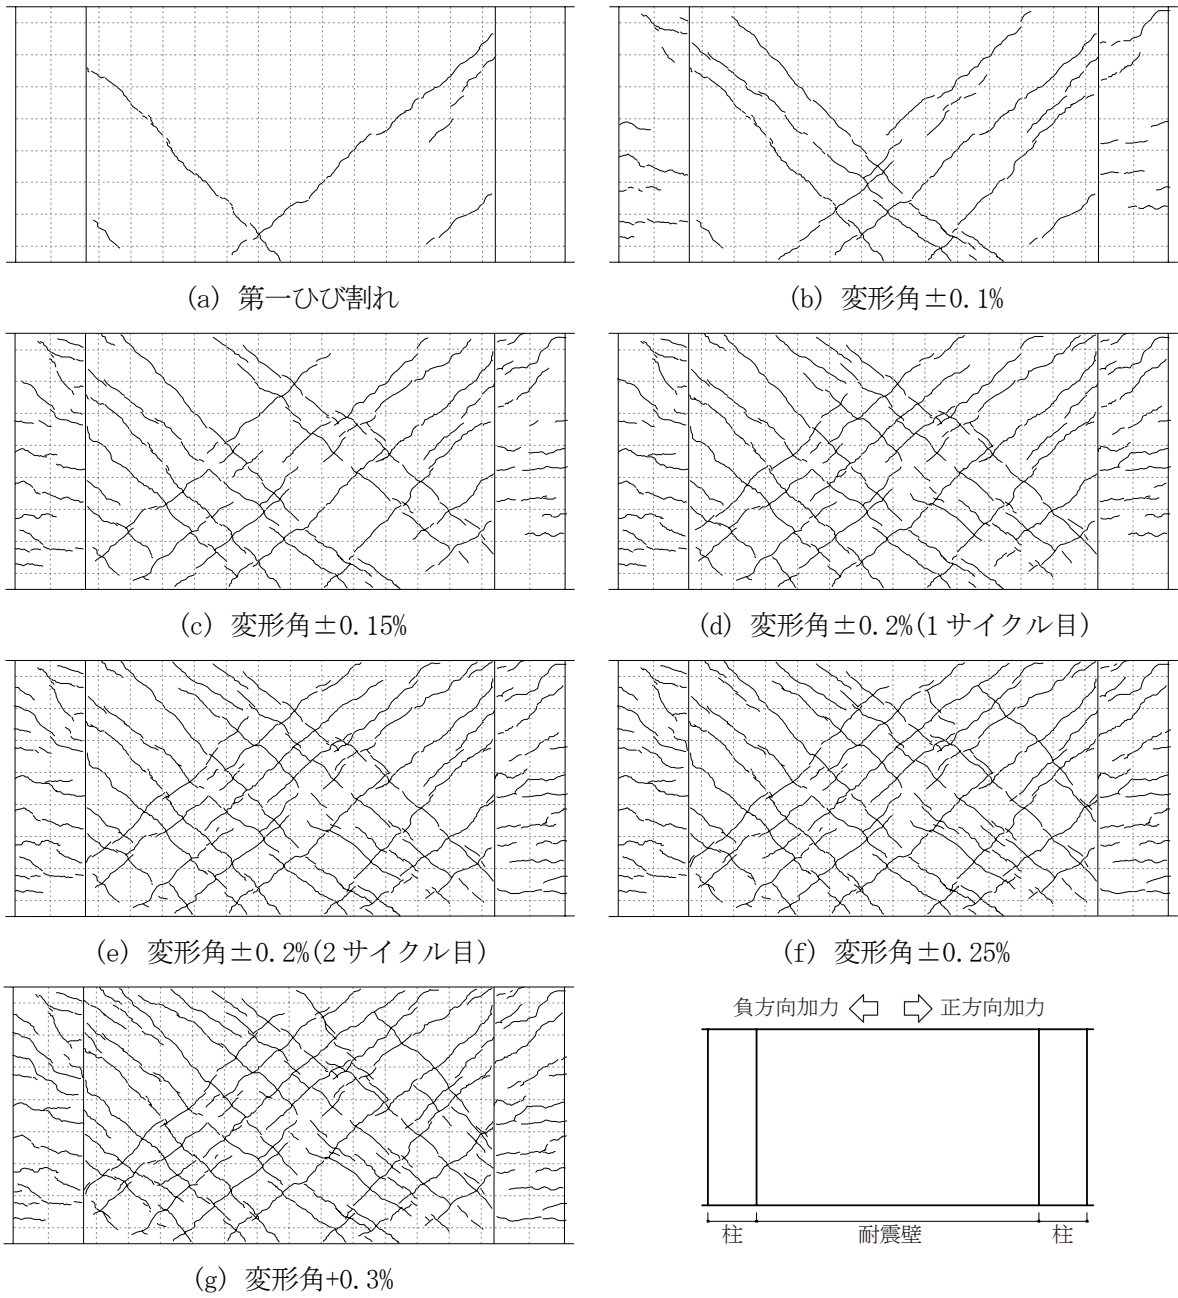 (a) 第一ひび割れ
(b) 変形角±0.1%
(c) 変形角±0.15%
(d) 変形角±0.2%(1サイクル目)
(e) 変形角±0.2%(2サイクル目)
(f) 変形角±0.25%
負方向加力 正方向加力
柱 耐震壁 柱
(g) 変形角+0.3%